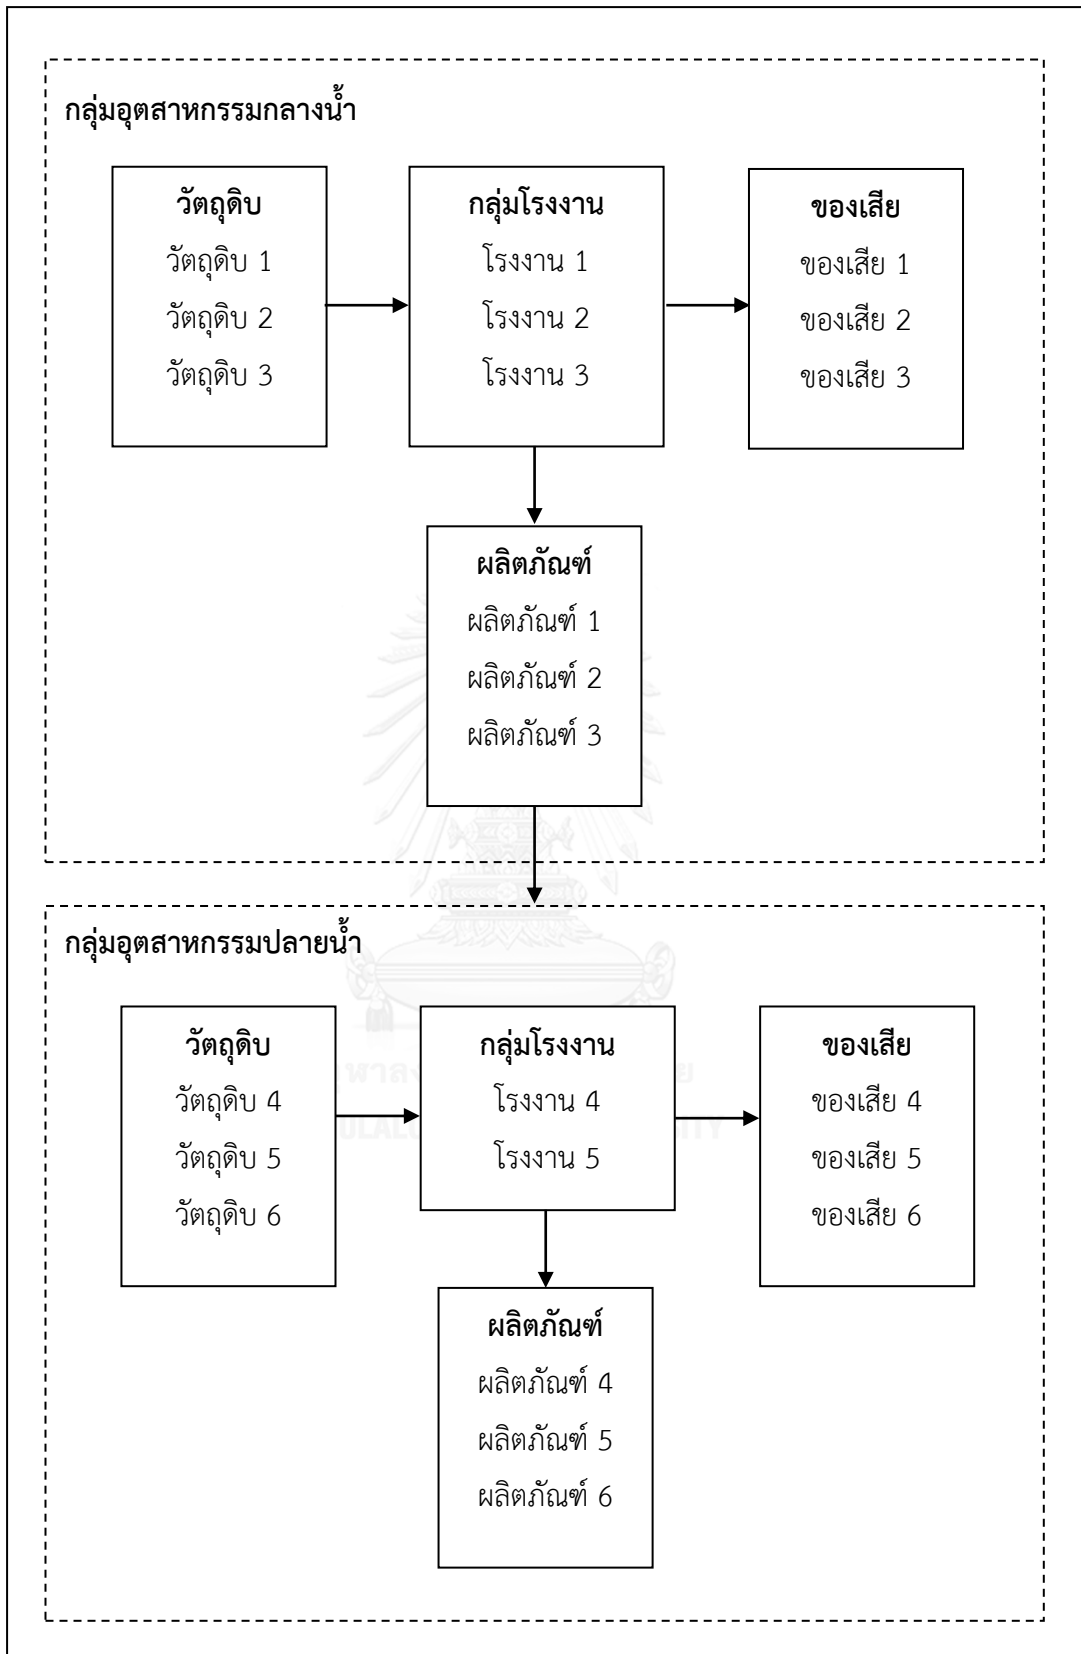 กลุ่มอุตสาหกรรมกลางน้ำ
วัตถุดิบ
วัตถุดิบ 1
วัตถุดิบ 2
วัตถุดิบ 3
กลุ่มโรงงาน
โรงงาน 1
โรงงาน 2
โรงงาน 3
ของเสีย
ของเสีย 1
ของเสีย 2
ของเสีย 3
ผลิตภัณฑ์
ผลิตภัณฑ์ 1
ผลิตภัณฑ์ 2
ผลิตภัณฑ์ 3
กลุ่มอุตสาหกรรมปลายน้ำ
วัตถุดิบ
วัตถุดิบ 4
วัตถุดิบ 5
วัตถุดิบ 6
กลุ่มโรงงาน
โรงงาน 4
โรงงาน 5
ของเสีย
ของเสีย 4
ของเสีย 5
ของเสีย 6
ผลิตภัณฑ์
ผลิตภัณฑ์ 4
ผลิตภัณฑ์ 5
ผลิตภัณฑ์ 6